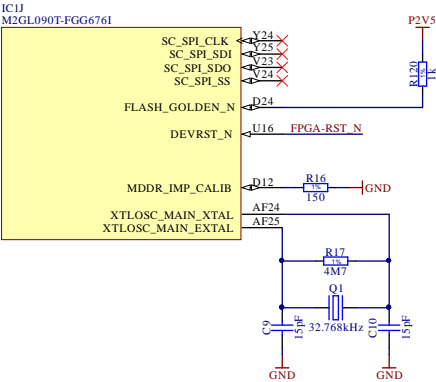 IC1J
M2GL090T-FGG676I
P2V5
SC_SPI_CLK Y24
SC_SPI_SDI Y25
SC_SPI_SDO V23
SC_SPI_SS V24
R120
1%
1k
FLASH_GOLDEN_N D24
DEVRST_N U16 FPGA-RST_N
MDDR_IMP_CALIB D12 R16 GND
1%
150
XTLOSC_MAIN_XTAL AF24
XTLOSC_MAIN_EXTAL AF25
R17
1%
4M7
Q1
32.768kHz
C9
15pF
C10
15pF
GND
GND